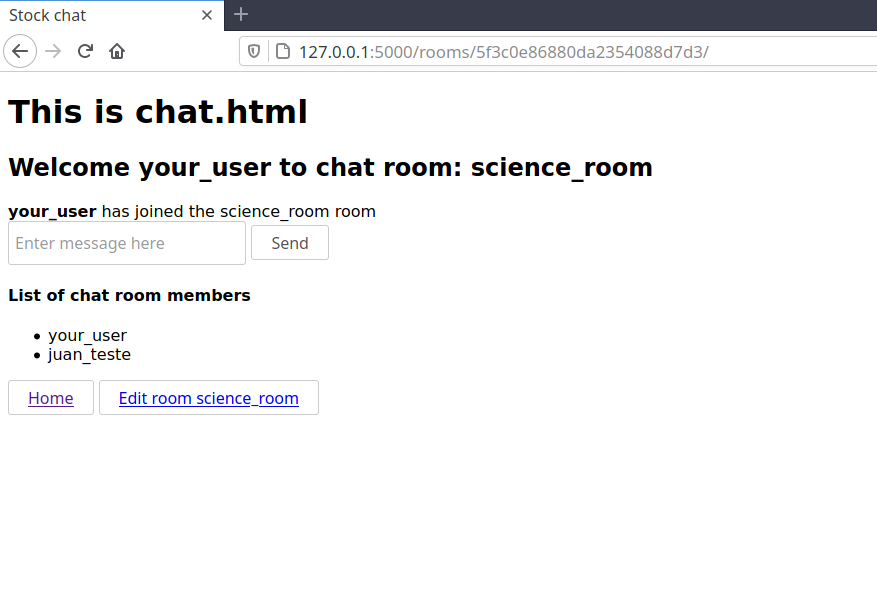 Stock chat
127.0.0.1:5000/rooms/5f3c0e86880da2354088d7d3/
This is chat.html
Welcome your_user to chat room: science_room
your_user has joined the science_room room
Enter message here Send
List of chat room members
• your_user
• juan_teste
Home Edit room science_room